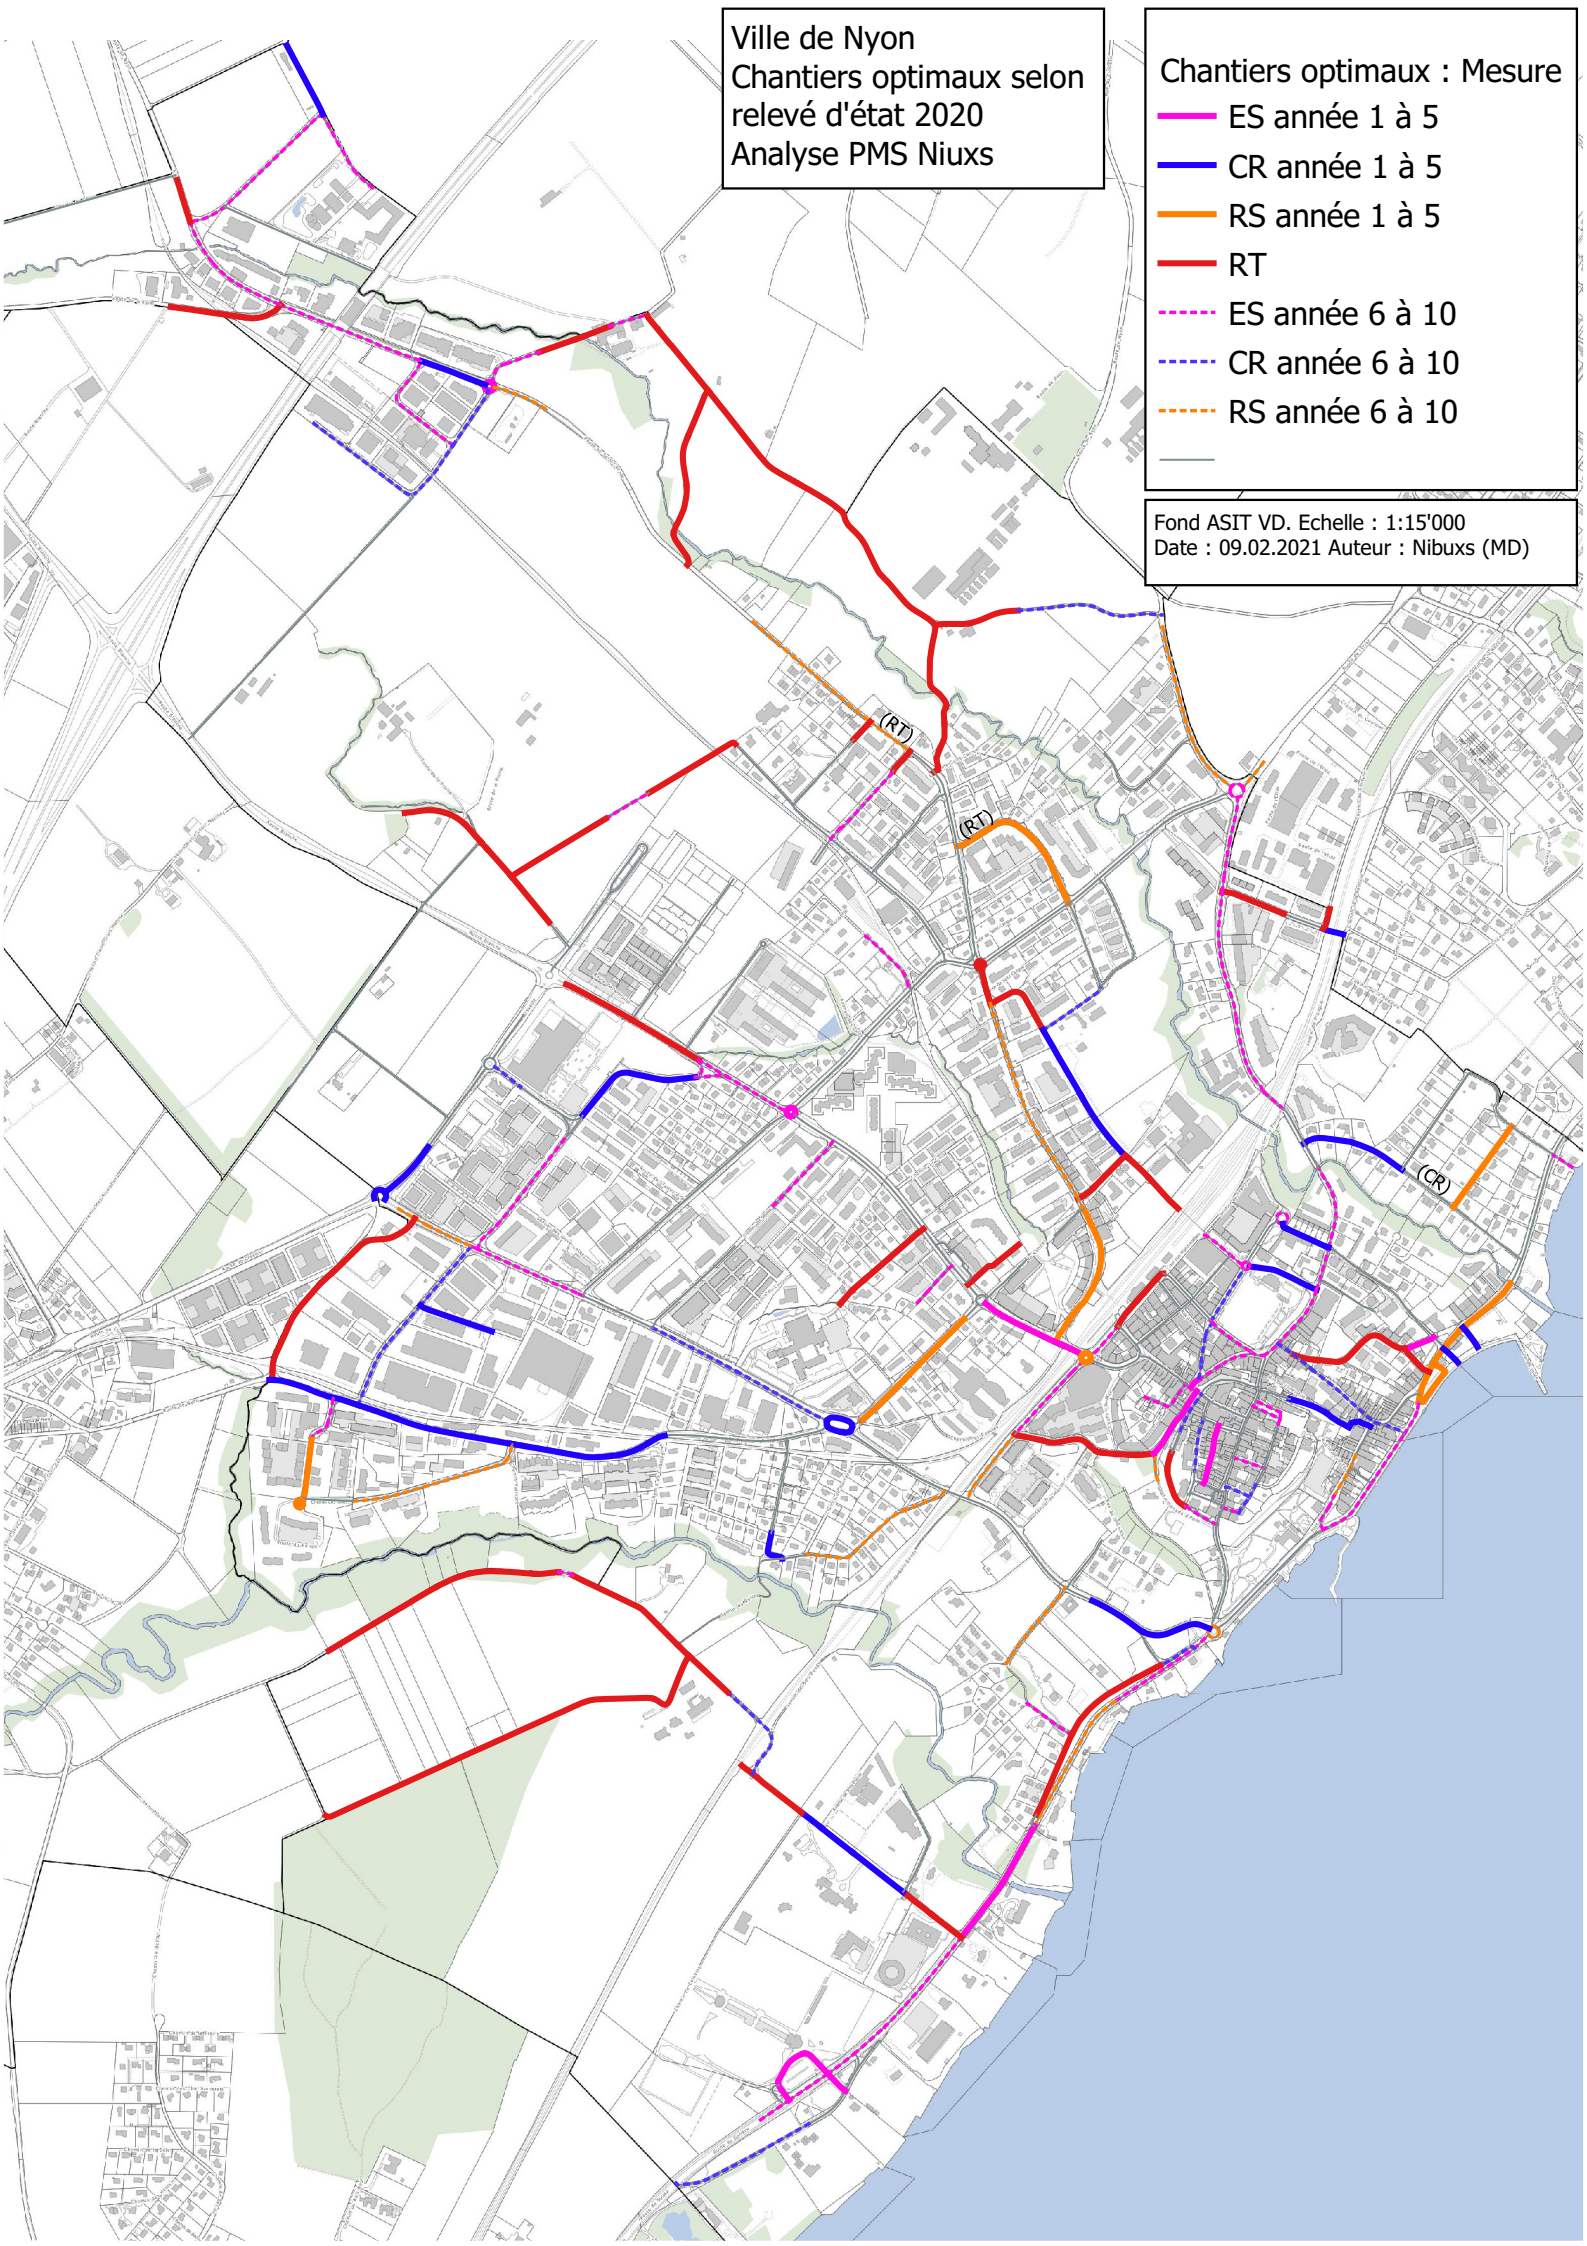 Ville de Nyon
Chantiers optimaux selon
relevé d'état 2020
Analyse PMS Niuxs
Chantiers optimaux : Mesure
ES année 1 à 5
CR année 1 à 5
RS année 1 à 5
RT
ES année 6 à 10
CR année 6 à 10
RS année 6 à 10
Fond ASIT VD. Echelle : 1:15'000
Date : 09.02.2021 Auteur : Nibuxs (MD)
(RT)
(RT)
(CR)